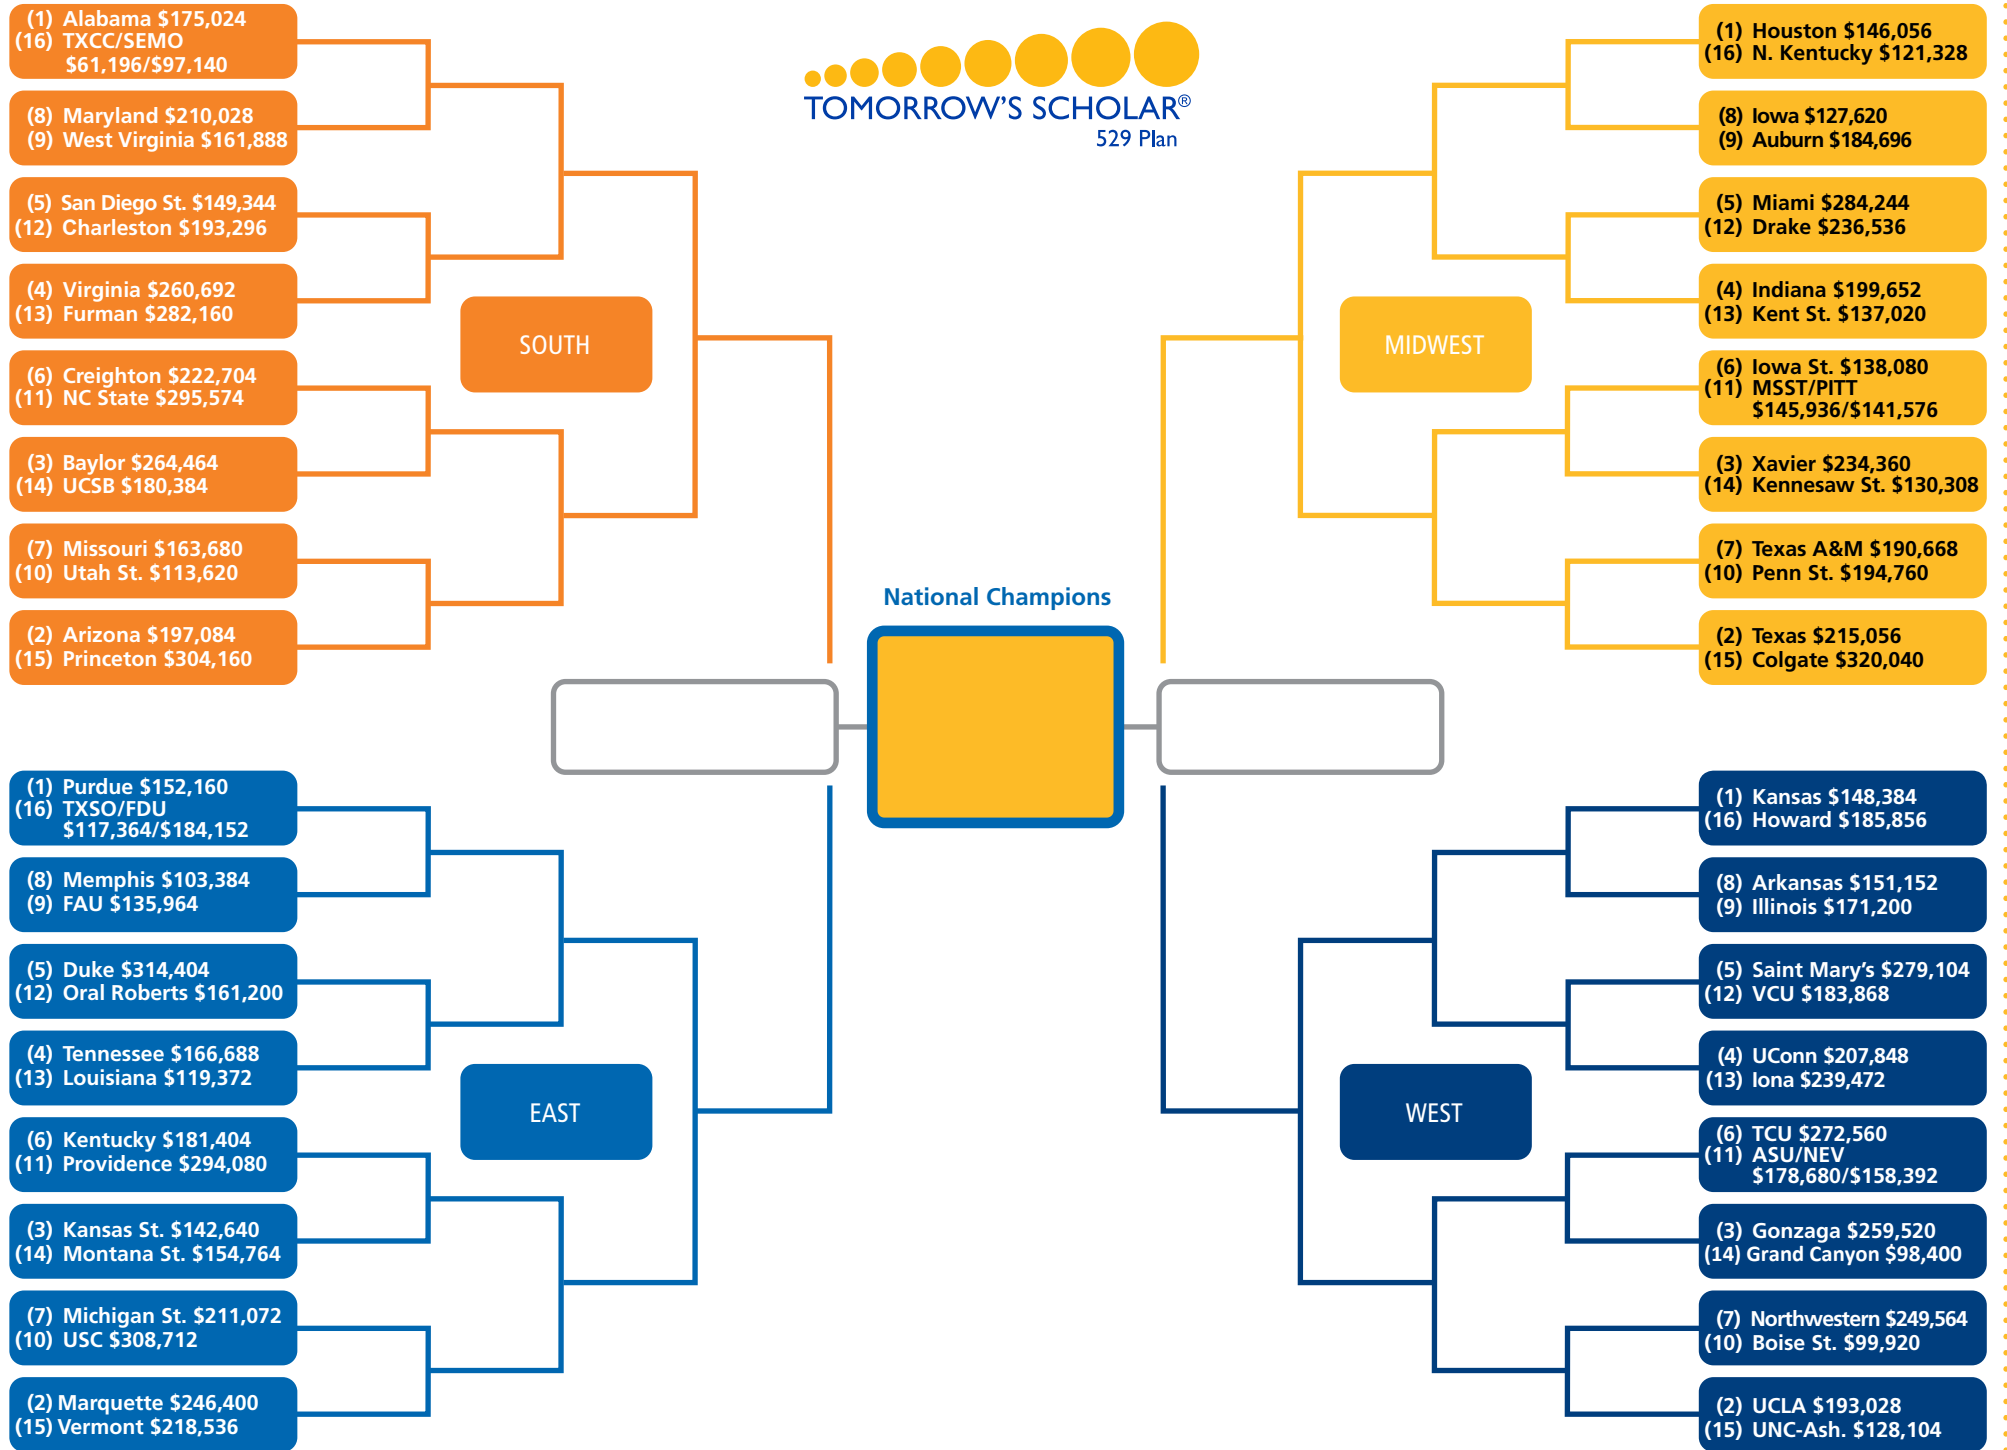 (1) Alabama $175,024
(16) TXCC/SEMO
$61,196/$97,140
(8) Maryland $210,028
(9) West Virginia $161,888
(5) San Diego St. $149,344
(12) Charleston $193,296
(4) Virginia $260,692
(13) Furman $282,160
(6) Creighton $222,704
(11) NC State $295,574
(3) Baylor $264,464
(14) UCSB $180,384
(7) Missouri $163,680
(10) Utah St. $113,620
(2) Arizona $197,084
(15) Princeton $304,160
SOUTH
(1) Purdue $152,160
(16) TXSO/FDU
$117,364/$184,152
(8) Memphis $103,384
(9) FAU $135,964
(5) Duke $314,404
(12) Oral Roberts $161,200
(4) Tennessee $166,688
(13) Louisiana $119,372
(6) Kentucky $181,404
(11) Providence $294,080
(3) Kansas St. $142,640
(14) Montana St. $154,764
(7) Michigan St. $211,072
(10) USC $308,712
(2) Marquette $246,400
(15) Vermont $218,536
EAST
TOMORROW'S SCHOLAR®
529 Plan
National Champions
(1) Houston $146,056
(16) N. Kentucky $121,328
(8) Iowa $127,620
(9) Auburn $184,696
(5) Miami $284,244
(12) Drake $236,536
(4) Indiana $199,652
(13) Kent St. $137,020
(6) Iowa St. $138,080
(11) MSST/PITT
$145,936/$141,576
(3) Xavier $234,360
(14) Kennesaw St. $130,308
(7) Texas A&M $190,668
(10) Penn St. $194,760
(2) Texas $215,056
(15) Colgate $320,040
MIDWEST
(1) Kansas $148,384
(16) Howard $185,856
(8) Arkansas $151,152
(9) Illinois $171,200
(5) Saint Mary's $279,104
(12) VCU $183,868
(4) UConn $207,848
(13) Iona $239,472
(6) TCU $272,560
(11) ASU/NEV
$178,680/$158,392
(3) Gonzaga $259,520
(14) Grand Canyon $98,400
(7) Northwestern $249,564
(10) Boise St. $99,920
(2) UCLA $193,028
(15) UNC-Ash. $128,104
WEST